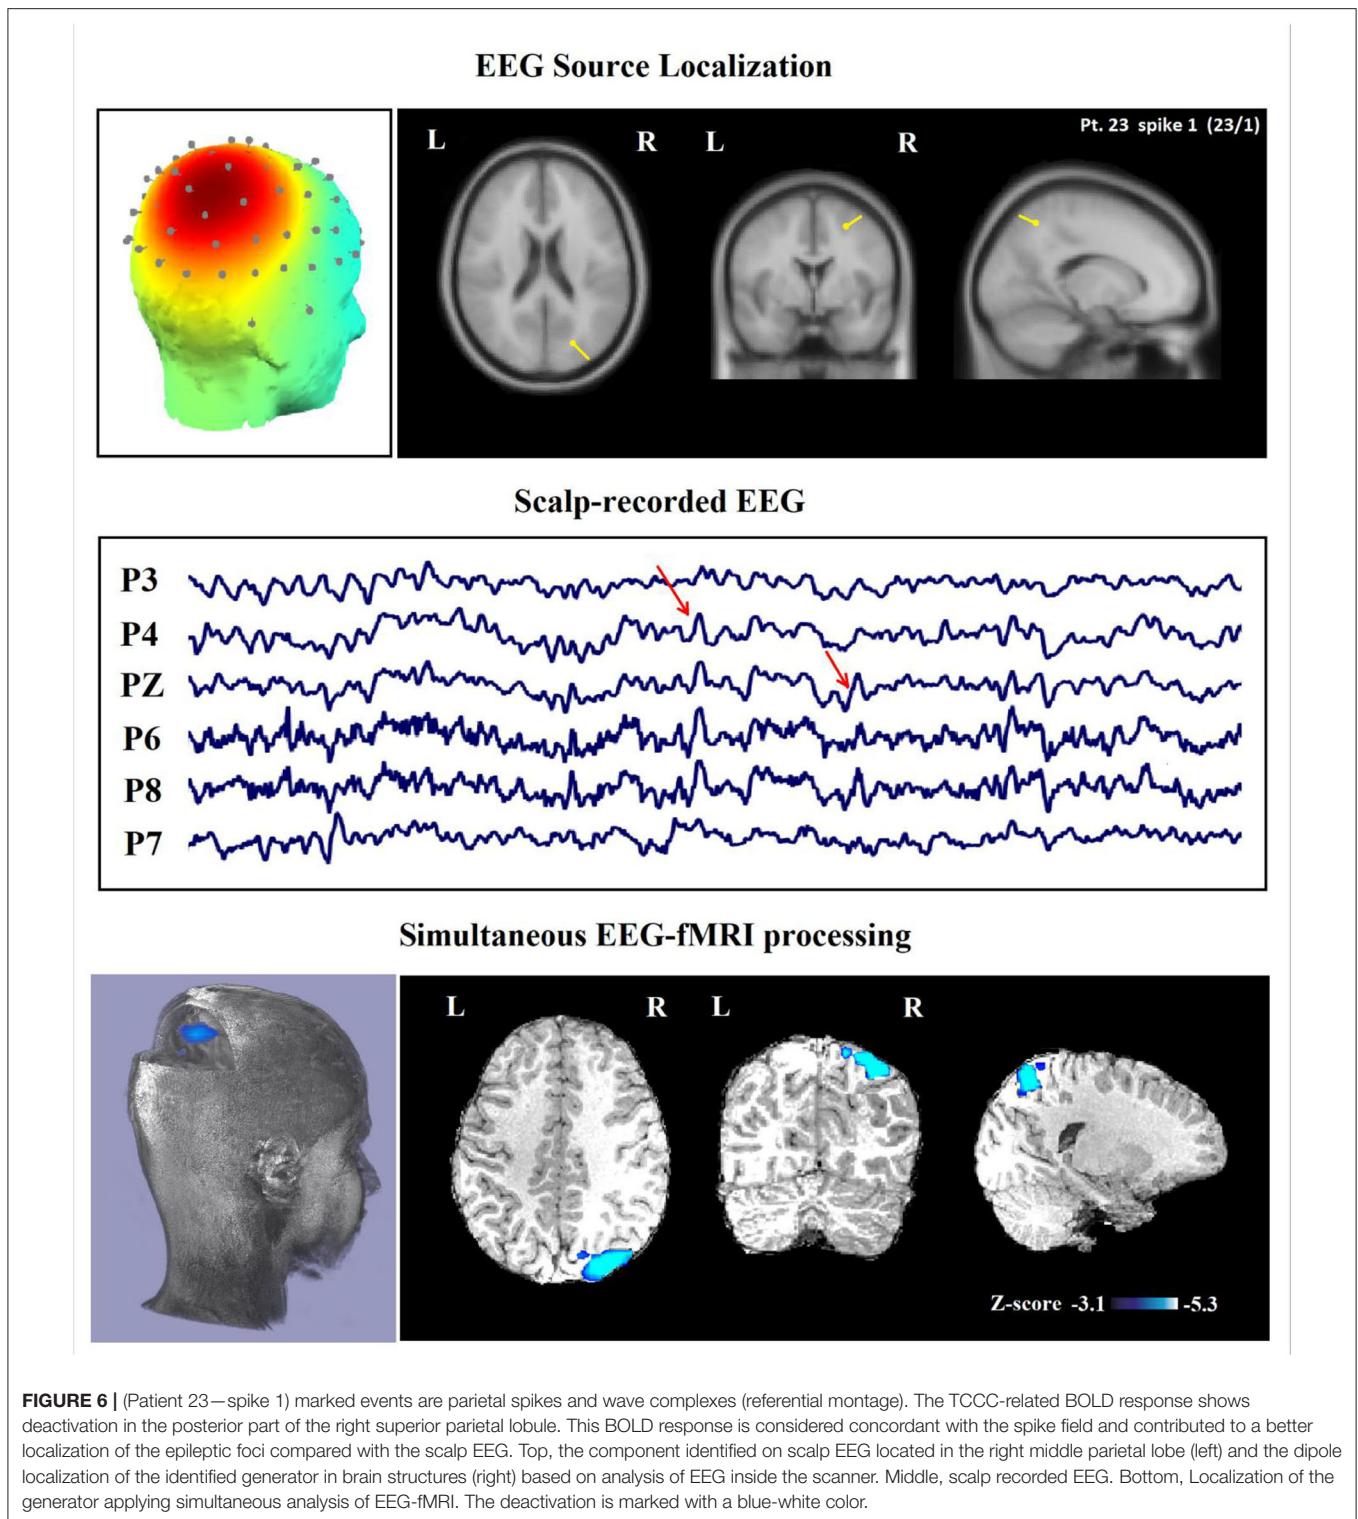 EEG Source Localization
L R L R Pt. 23 spike 1 (23/1)
Scalp-recorded EEG
P3
P4
PZ
P6
P8
P7
Simultaneous EEG-fMRI processing
L R L R
Z-score -3.1 -5.3
FIGURE 6 | (Patient 23—spike 1) marked events are parietal spikes and wave complexes (referential montage). The TCCC-related BOLD response shows
deactivation in the posterior part of the right superior parietal lobule. This BOLD response is considered concordant with the spike field and contributed to a better
localization of the epileptic foci compared with the scalp EEG. Top, the component identified on scalp EEG located in the right middle parietal lobe (left) and the dipole
localization of the identified generator in brain structures (right) based on analysis of EEG inside the scanner. Middle, scalp recorded EEG. Bottom, Localization of the
generator applying simultaneous analysis of EEG-fMRI. The deactivation is marked with a blue-white color.